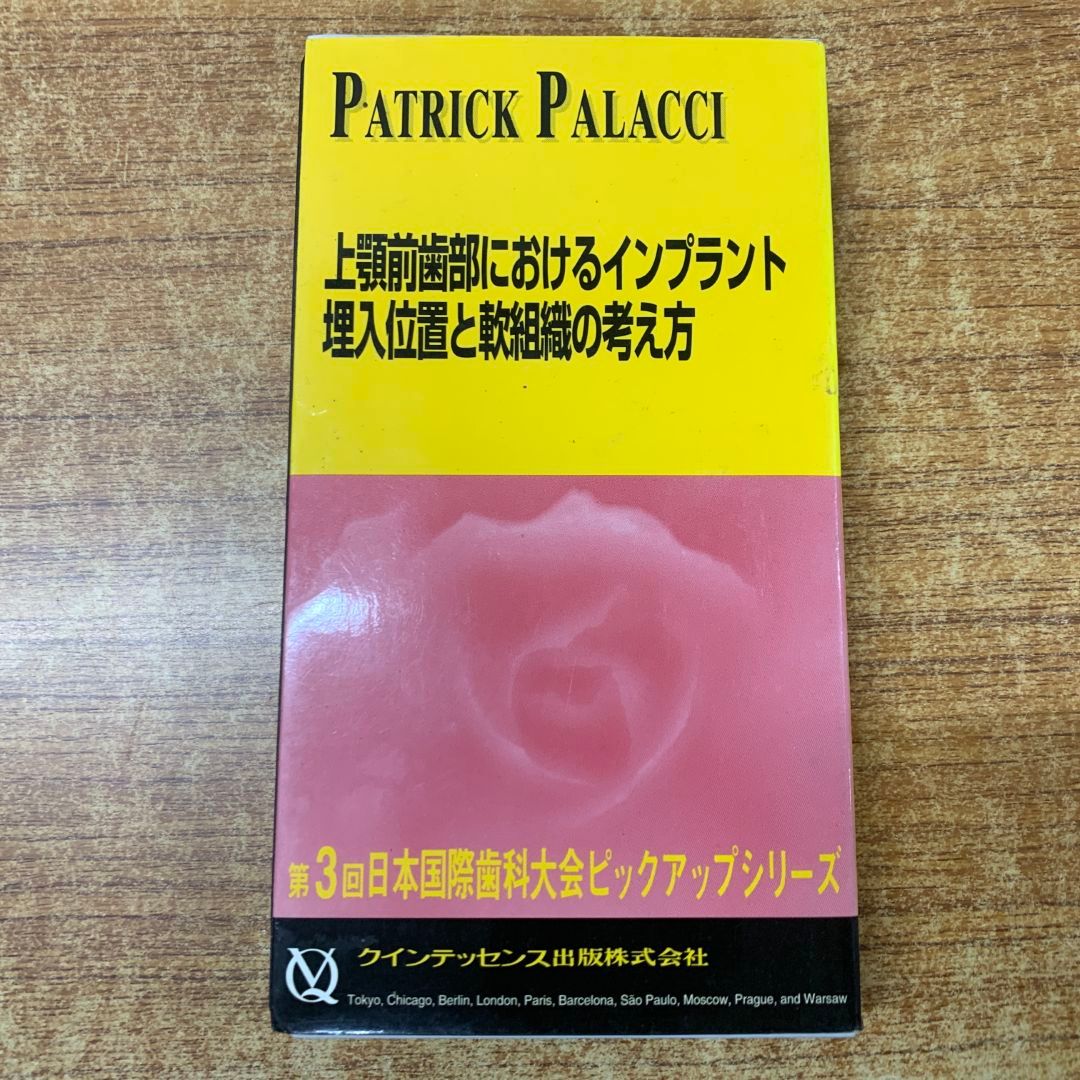 PATRICK PALACCI
上顎前歯部におけるインプラント
埋入位置と軟組織の考え方
第3回日本国際歯科大会ピックアップシリーズ
クインテッセンス出版株式会社
Tokyo, Chicago, Berlin, London, Paris, Barcelona, São Paulo, Moscow, Prague, and Warsaw